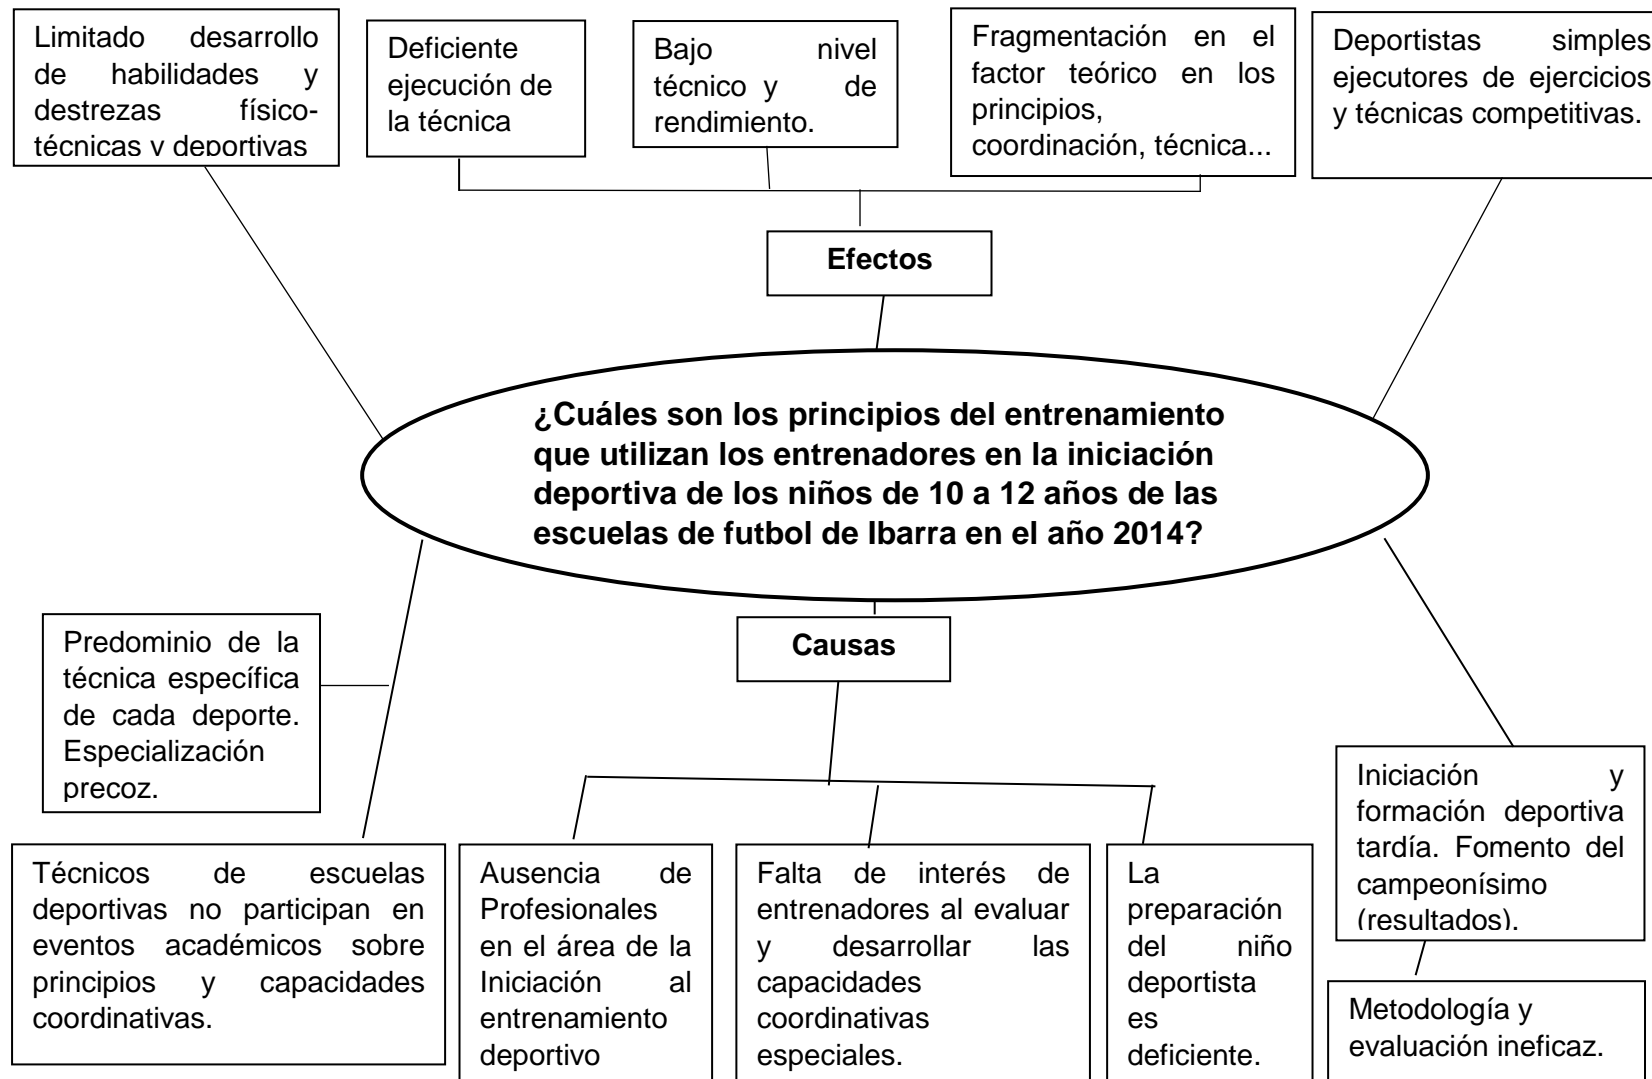 Limitado desarrollo
de habilidades y
destrezas físico-
técnicas y deportivas
Deficiente
ejecución de
la técnica
Bajo nivel
técnico y de
rendimiento.
Fragmentación en el
factor teórico en los
principios,
coordinación, técnica...
Deportistas simples
ejecutores de ejercicios
y técnicas competitivas.
Efectos
¿Cuáles son los principios del entrenamiento
que utilizan los entrenadores en la iniciación
deportiva de los niños de 10 a 12 años de las
escuelas de futbol de Ibarra en el año 2014?
Causas
Predominio de la
técnica específica
de cada deporte.
Especialización
precoz.
Técnicos de escuelas
deportivas no participan en
eventos académicos sobre
principios y capacidades
coordinativas.
Ausencia de
Profesionales
en el área de la
Iniciación al
entrenamiento
deportivo
Falta de interés de
entrenadores al evaluar
y desarrollar las
capacidades
coordinativas
especiales.
La
preparación
del niño
deportista
es
deficiente.
Iniciación y
formación deportiva
tardía. Fomento del
campeonísimo
(resultados).
Metodología y
evaluación ineficaz.